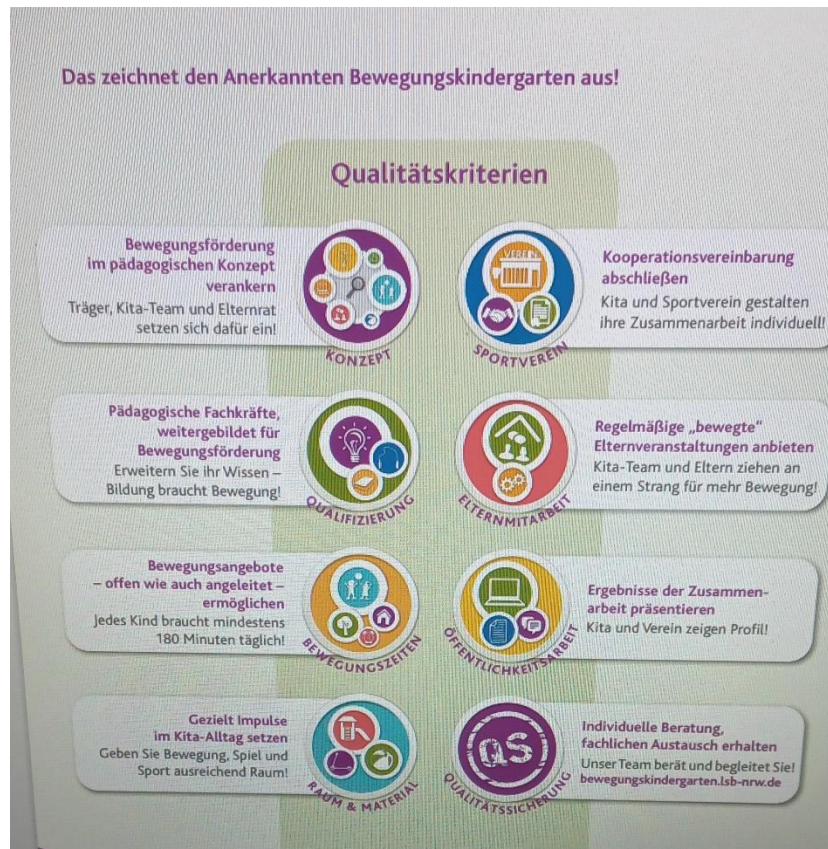 Das zeichnet den Anerkannten Bewegungskindergarten aus!
Qualitätskriterien
Bewegungsförderung
im pädagogischen Konzept
verankern
Träger, Kita-Team und Elternrat
setzen sich dafür ein!
KONZEPT
VEREIN
SPORTVEREIN
Kooperationsvereinbarung
abschließen
Kita und Sportverein gestalten
ihre Zusammenarbeit individuell!
Pädagogische Fachkräfte,
weitergebildet für
Bewegungsförderung
Erweitern Sie ihr Wissen –
Bildung braucht Bewegung!
QUALIFIZIERUNG
ELTERNMITARBEIT
Regelmäßige „bewegte“
Elternveranstaltungen anbieten
Kita-Team und Eltern ziehen an
einem Strang für mehr Bewegung!
Bewegungsangebote
– offen wie auch angeleitet –
ermöglichen
Jedes Kind braucht mindestens
180 Minuten täglich!
BEWEGUNGSZEITEN
ÖFFENTLICHKEITSARBEIT
Ergebnisse der Zusammen-
arbeit präsentieren
Kita und Verein zeigen Profil!
Gezielt Impulse
im Kita-Alltag setzen
Geben Sie Bewegung, Spiel und
Sport ausreichend Raum!
RAUM & MATERIAL
QS
QUALITÄTSSICHERUNG
Individuelle Beratung,
fachlichen Austausch erhalten
Unser Team berät und begleitet Sie!
bewegungskindergarten.lsb-nrw.de